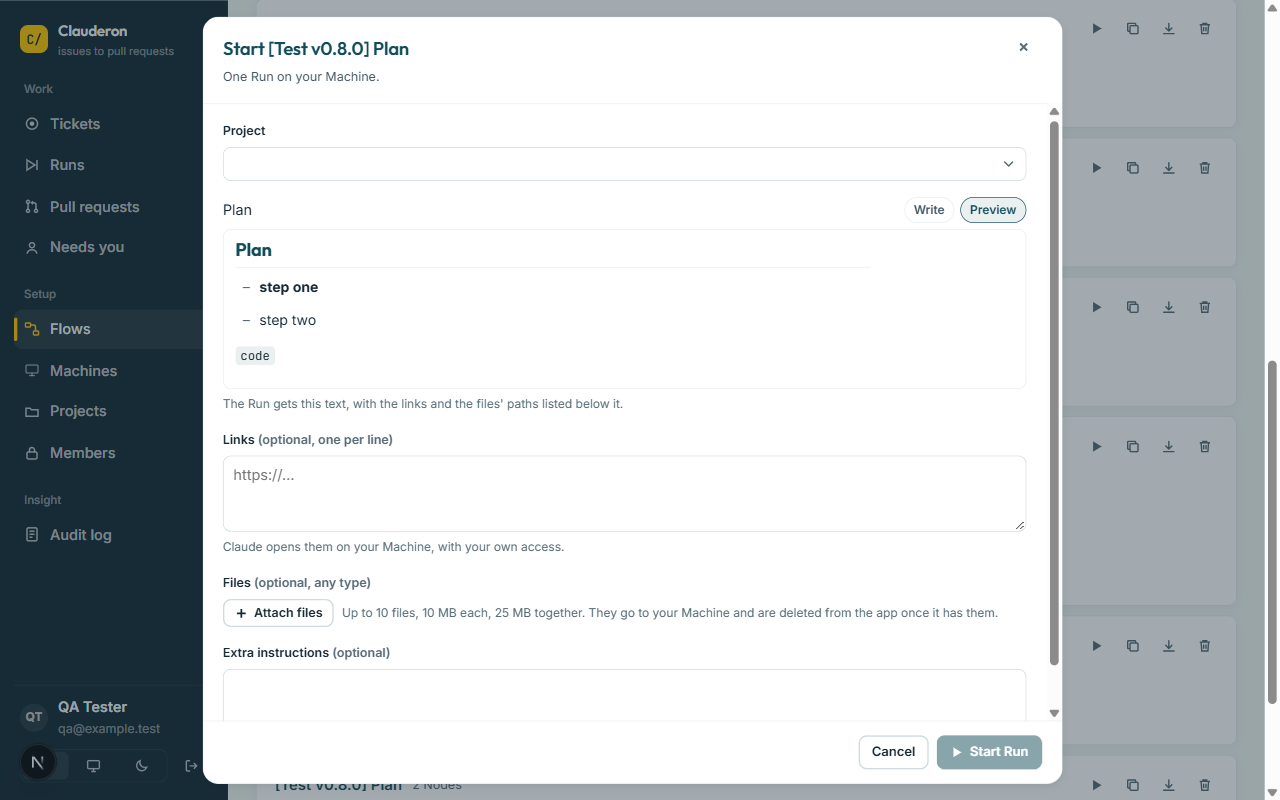 C/ Clauderon
issues to pull requests
Work
Tickets
Runs
Pull requests
Needs you
Setup
Flows
Machines
Projects
Members
Insight
Audit log
QT QA Tester
qa@example.test
N
Start [Test v0.8.0] Plan
One Run on your Machine.
Project
Plan Write Preview
Plan
– step one
– step two
code
The Run gets this text, with the links and the files' paths listed below it.
Links (optional, one per line)
https://...
Claude opens them on your Machine, with your own access.
Files (optional, any type)
+ Attach files Up to 10 files, 10 MB each, 25 MB together. They go to your Machine and are deleted from the app once it has them.
Extra instructions (optional)
Cancel Start Run
[Test v0.8.0] Plan 2 Nodes